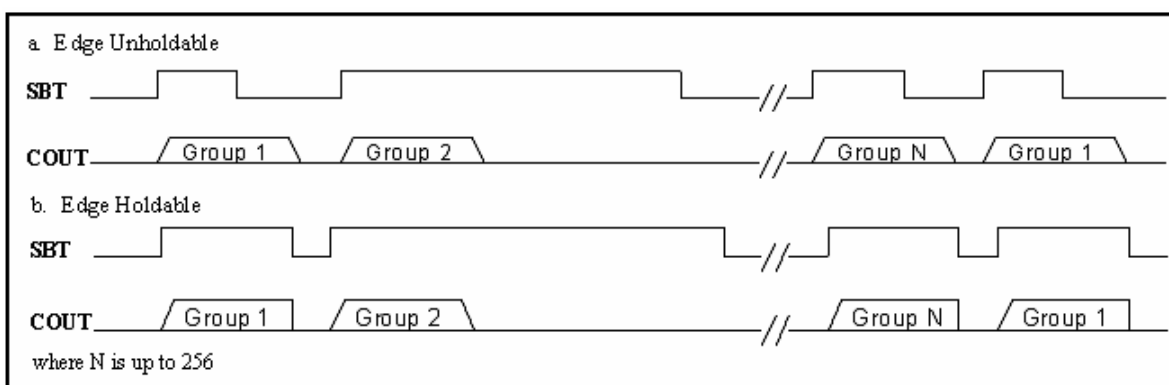 a. Edge Unholdable
SBT
COUT Group 1 Group 2 Group N Group 1
b. Edge Holdable
SBT
COUT Group 1 Group 2 Group N Group 1
where N is up to 256